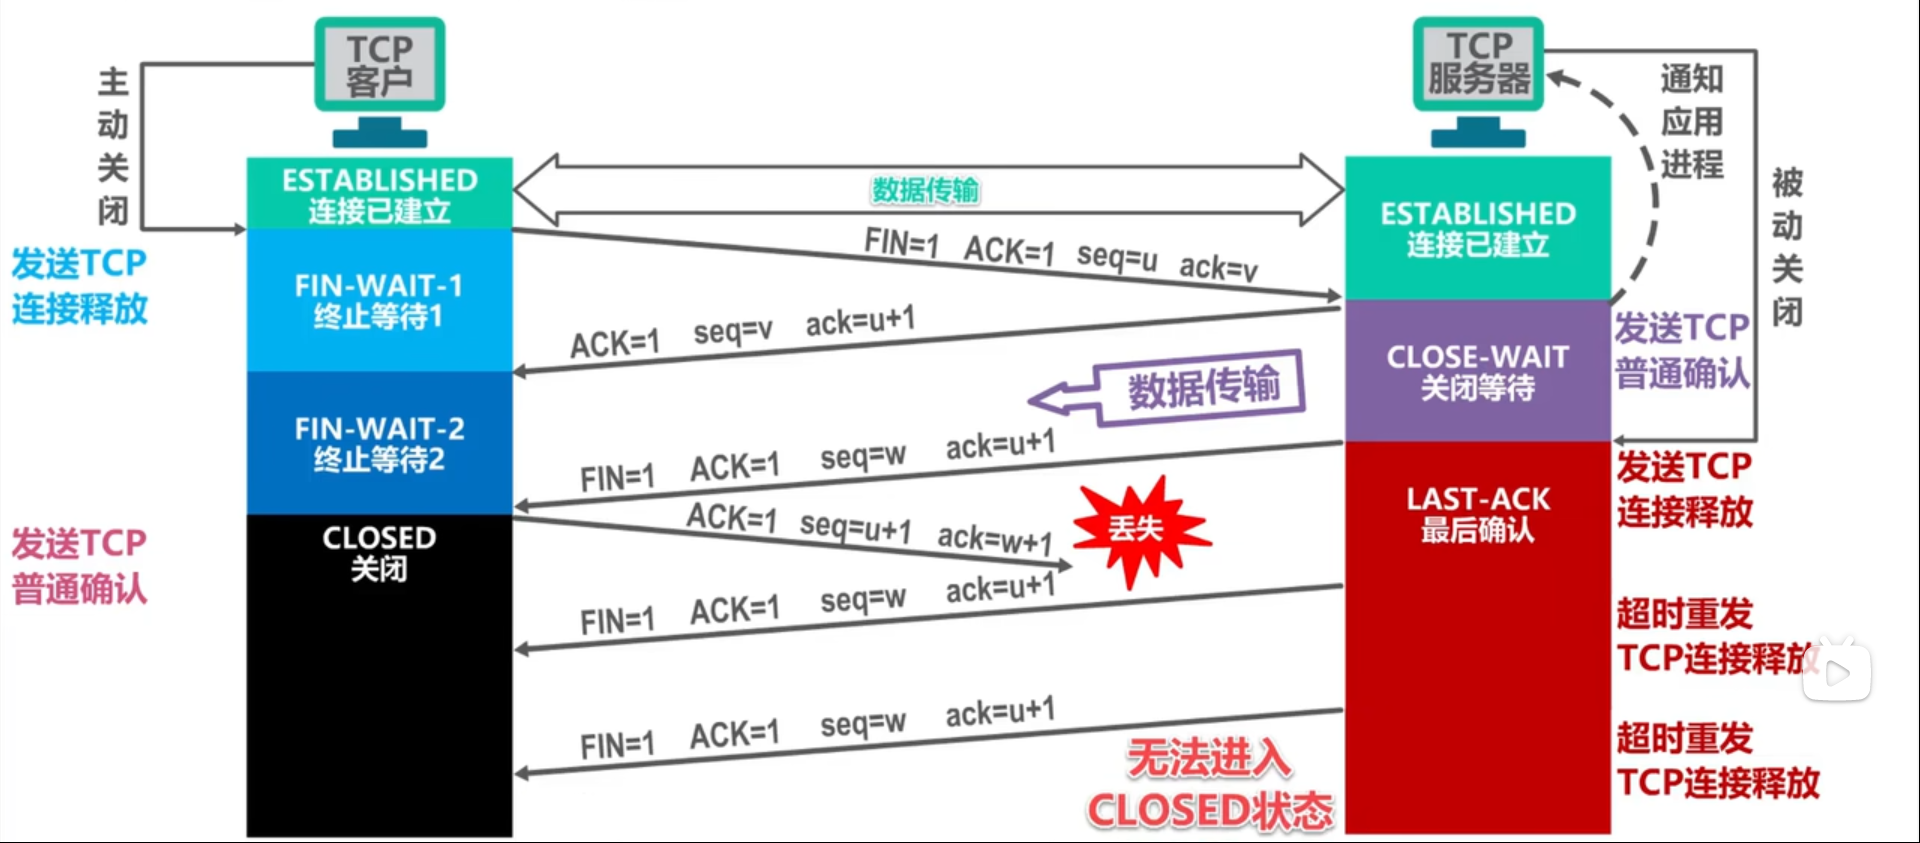 TCP
客户
TCP
服务器
主
动
关
闭
通知
应用
进程
被
动
关
闭
ESTABLISHED
连接已建立
数据传输
ESTABLISHED
连接已建立
发送TCP
连接释放
FIN-WAIT-1
终止等待1
FIN=1 ACK=1 seq=u ack=v
ACK=1 seq=v ack=u+1
CLOSE-WAIT
关闭等待
发送TCP
普通确认
数据传输
FIN-WAIT-2
终止等待2
FIN=1 ACK=1 seq=w ack=u+1
LAST-ACK
最后确认
发送TCP
连接释放
发送TCP
普通确认
CLOSED
关闭
ACK=1 seq=u+1 ack=w+1
丢失
FIN=1 ACK=1 seq=w ack=u+1
超时重发
TCP连接释放
FIN=1 ACK=1 seq=w ack=u+1
无法进入
CLOSED状态
超时重发
TCP连接释放